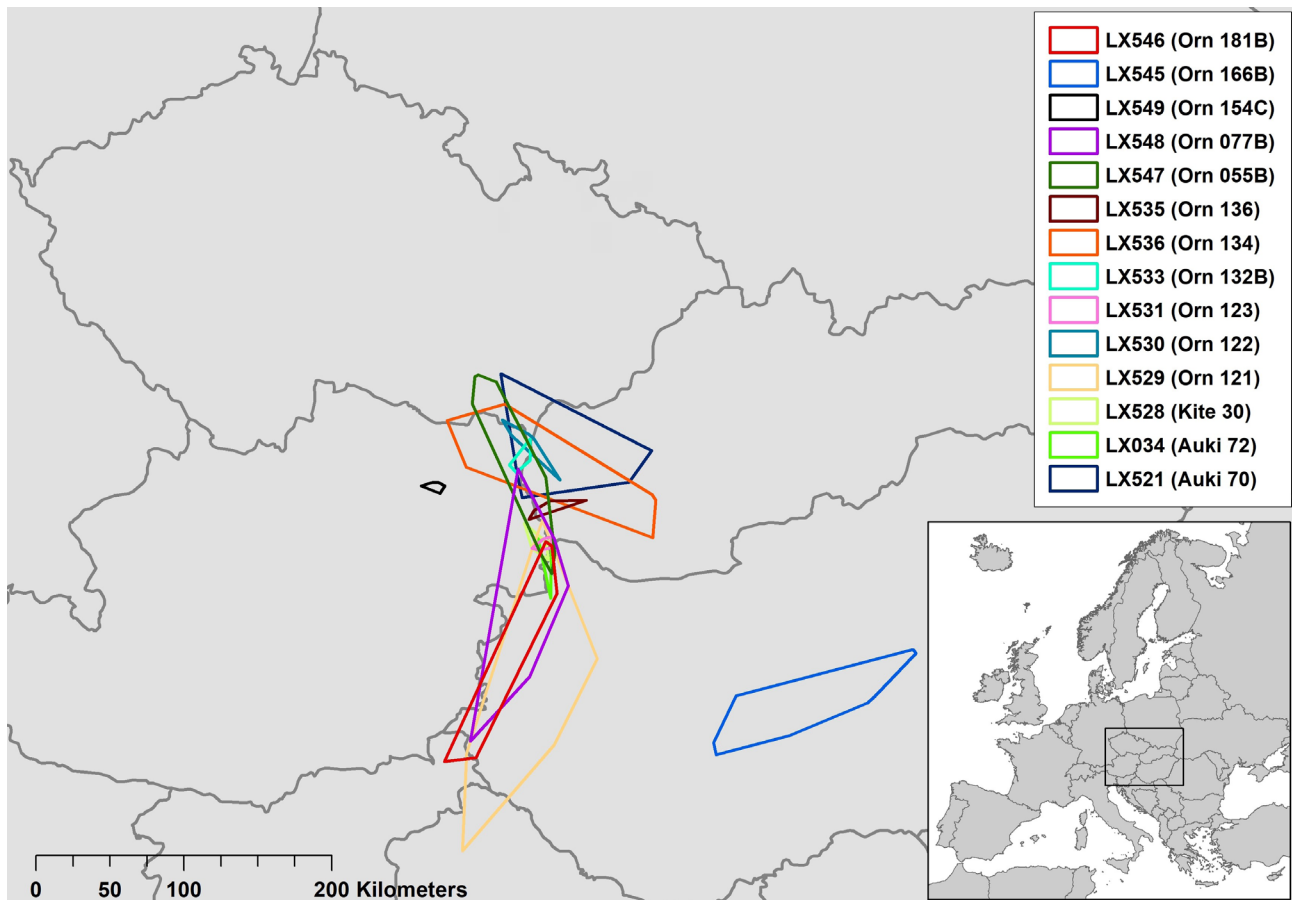 LX546 (Orn 181B)
LX545 (Orn 166B)
LX549 (Orn 154C)
LX548 (Orn 077B)
LX547 (Orn 055B)
LX535 (Orn 136)
LX536 (Orn 134)
LX533 (Orn 132B)
LX531 (Orn 123)
LX530 (Orn 122)
LX529 (Orn 121)
LX528 (Kite 30)
LX034 (Auki 72)
LX521 (Auki 70)
0 50 100 200 Kilometers